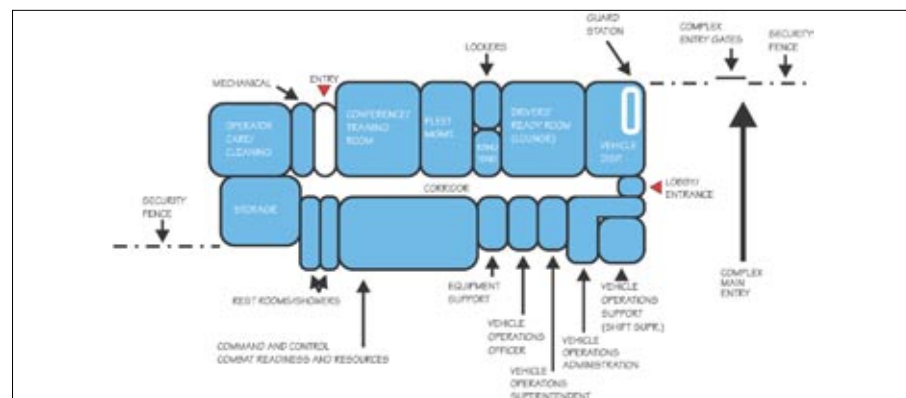 GUARD
STATION
COMPLEX
ENTRY GATES
SECURITY
FENCE
LOCKERS
MECHANICAL
ENTRY
OPERATOR
CARE/
CLEANING
CONFERENCE/
TRAINING
ROOM
FLEET
MGMT.
DRIVERS'
READY ROOM
(LOUNGE)
VEHICLE
DISP.
CORRIDOR
LOBBY/
ENTRANCE
SECURITY
FENCE
STORAGE
REST ROOMS/SHOWERS
EQUIPMENT
SUPPORT
COMPLEX
MAIN
ENTRY
VEHICLE
OPERATIONS
SUPPORT
(SHIFT SUPR.)
COMMAND AND CONTROL
COMBAT READINESS AND RESOURCES
VEHICLE
OPERATIONS
OFFICER
VEHICLE
OPERATIONS
ADMINISTRATION
VEHICLE
OPERATIONS
SUPERINTENDENT